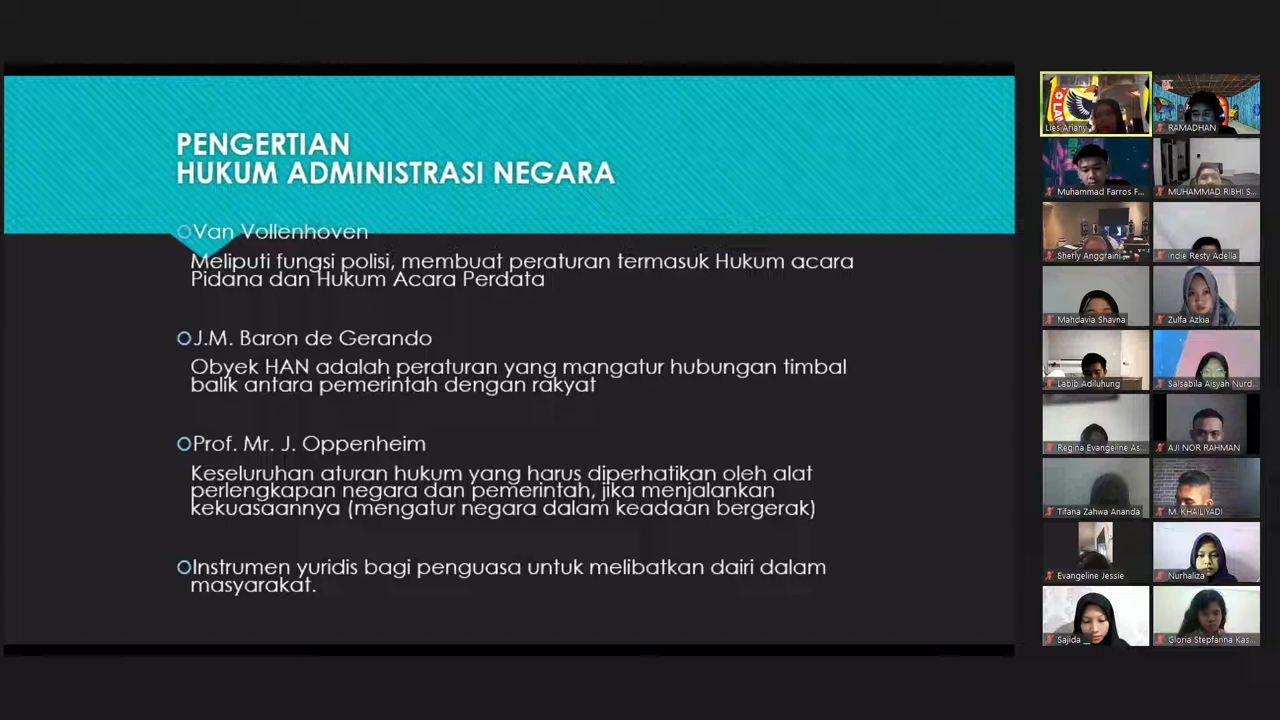 PENGERTIAN
HUKUM ADMINISTRASI NEGARA
Van Vollenhoven
Meliputi fungsi polisi, membuat peraturan termasuk Hukum acara
Pidana dan Hukum Acara Perdata
J.M. Baron de Gerando
Obyek HAN adalah peraturan yang mangatur hubungan timbal
balik antara pemerintah dengan rakyat
Prof. Mr. J. Oppenheim
Keseluruhan aturan hukum yang harus diperhatikan oleh alat
perlengkapan negara dan pemerintah, jika menjalankan
kekuasaannya (mengatur negara dalam keadaan bergerak)
Instrumen yuridis bagi penguasa untuk melibatkan dairi dalam
masyarakat.
Lies Ariany
RAMADHAN
Muhammad Farros F...
MUHAMMAD RIBHI S...
Sherly Anggraini
Indie Resty Adella
Mahdavia Shavna
Zulfa Azkia
Labib Adiluhung
Salsabila Aisyah Nurd...
Regina Evangeline As...
AJI NOR RAHMAN
Tifana Zahwa Ananda
M. KHAILIYADI
Evangeline Jessie
Nurhaliza
Sajida __
Gloria Stepfanna Kas...